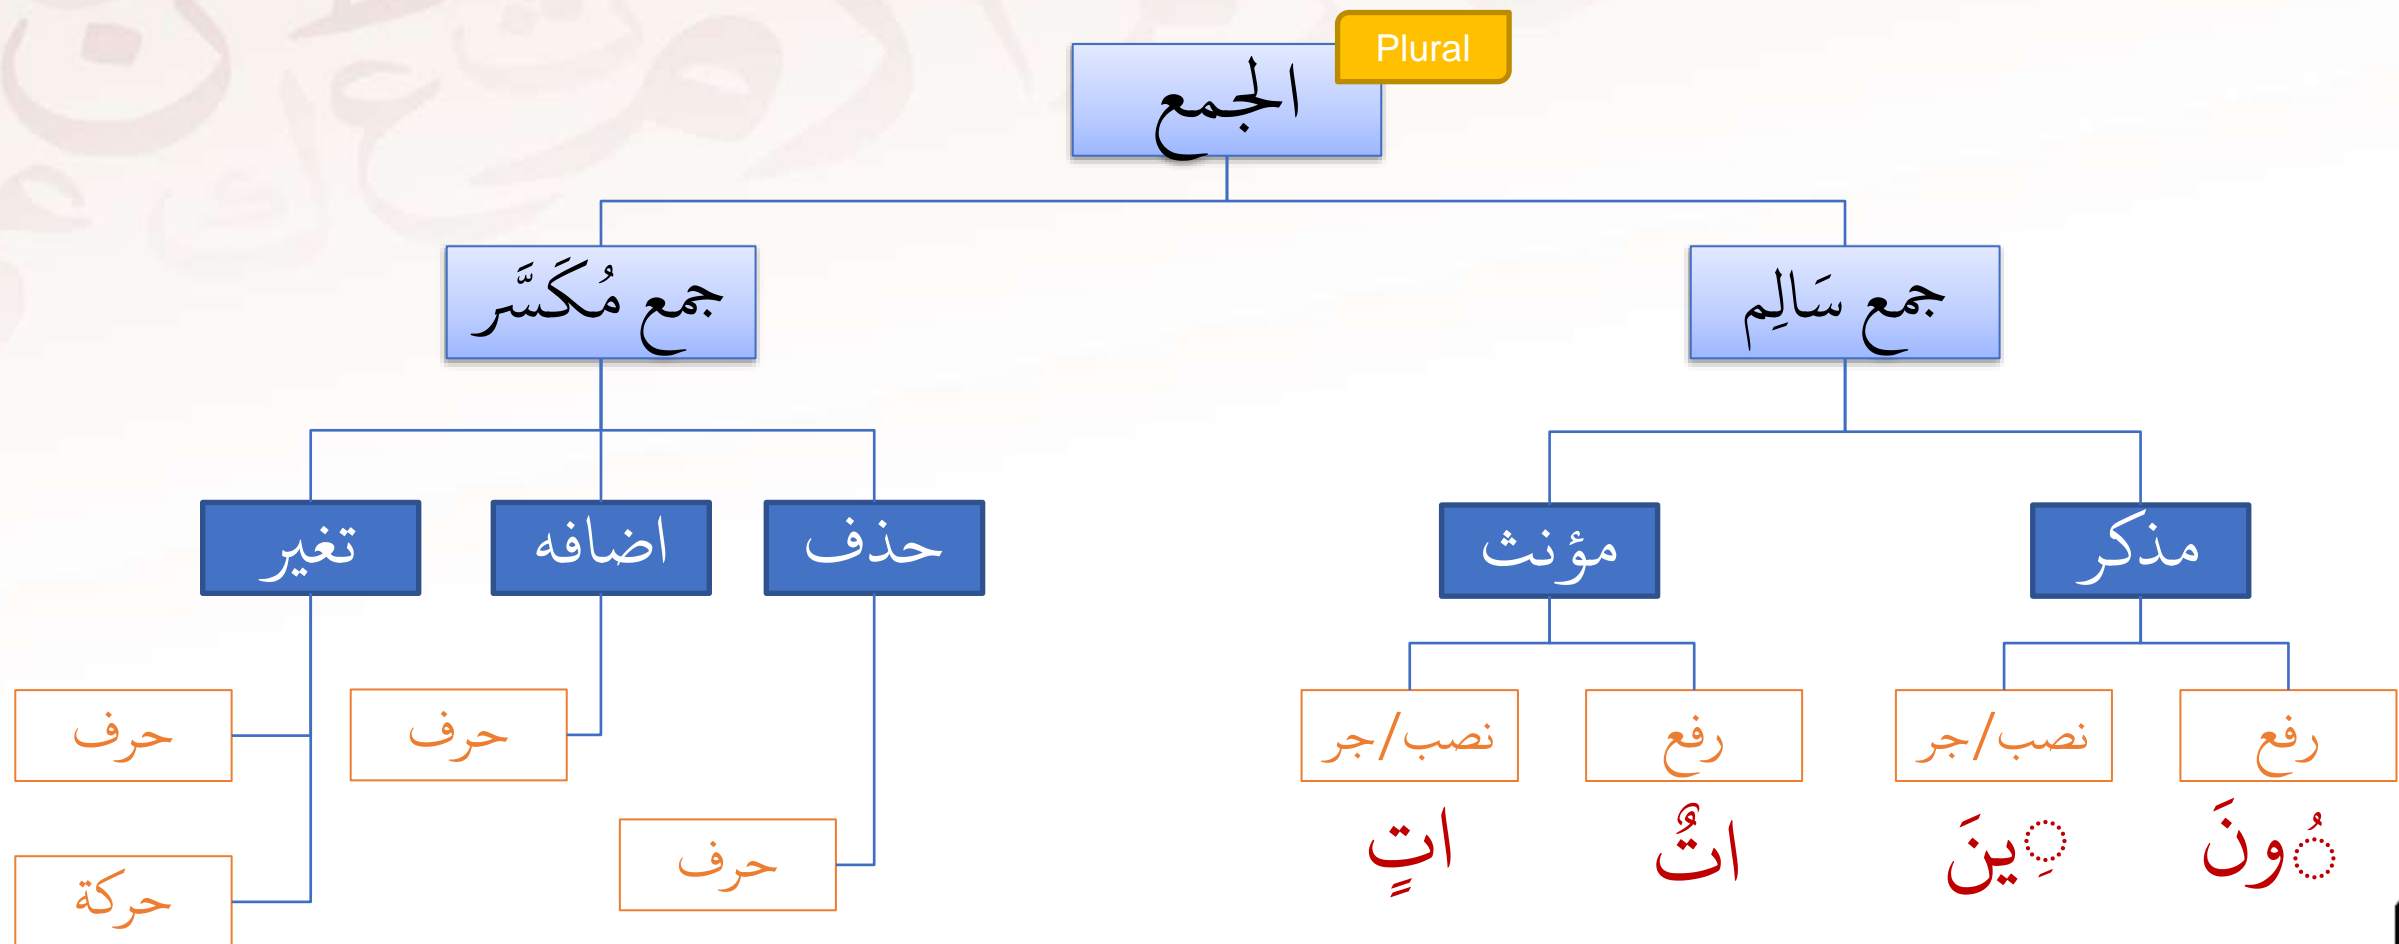 Plural
الجمع
جمع سَالِم
جمع مُكَسَّر
مذكر
مؤنث
حذف
اضافه
تغير
رفع
نصب/جر
رفع
نصب/جر
حرف
حرف
ُونَ
ِينَ
اتٌ
اتٍ
حرف
حركة